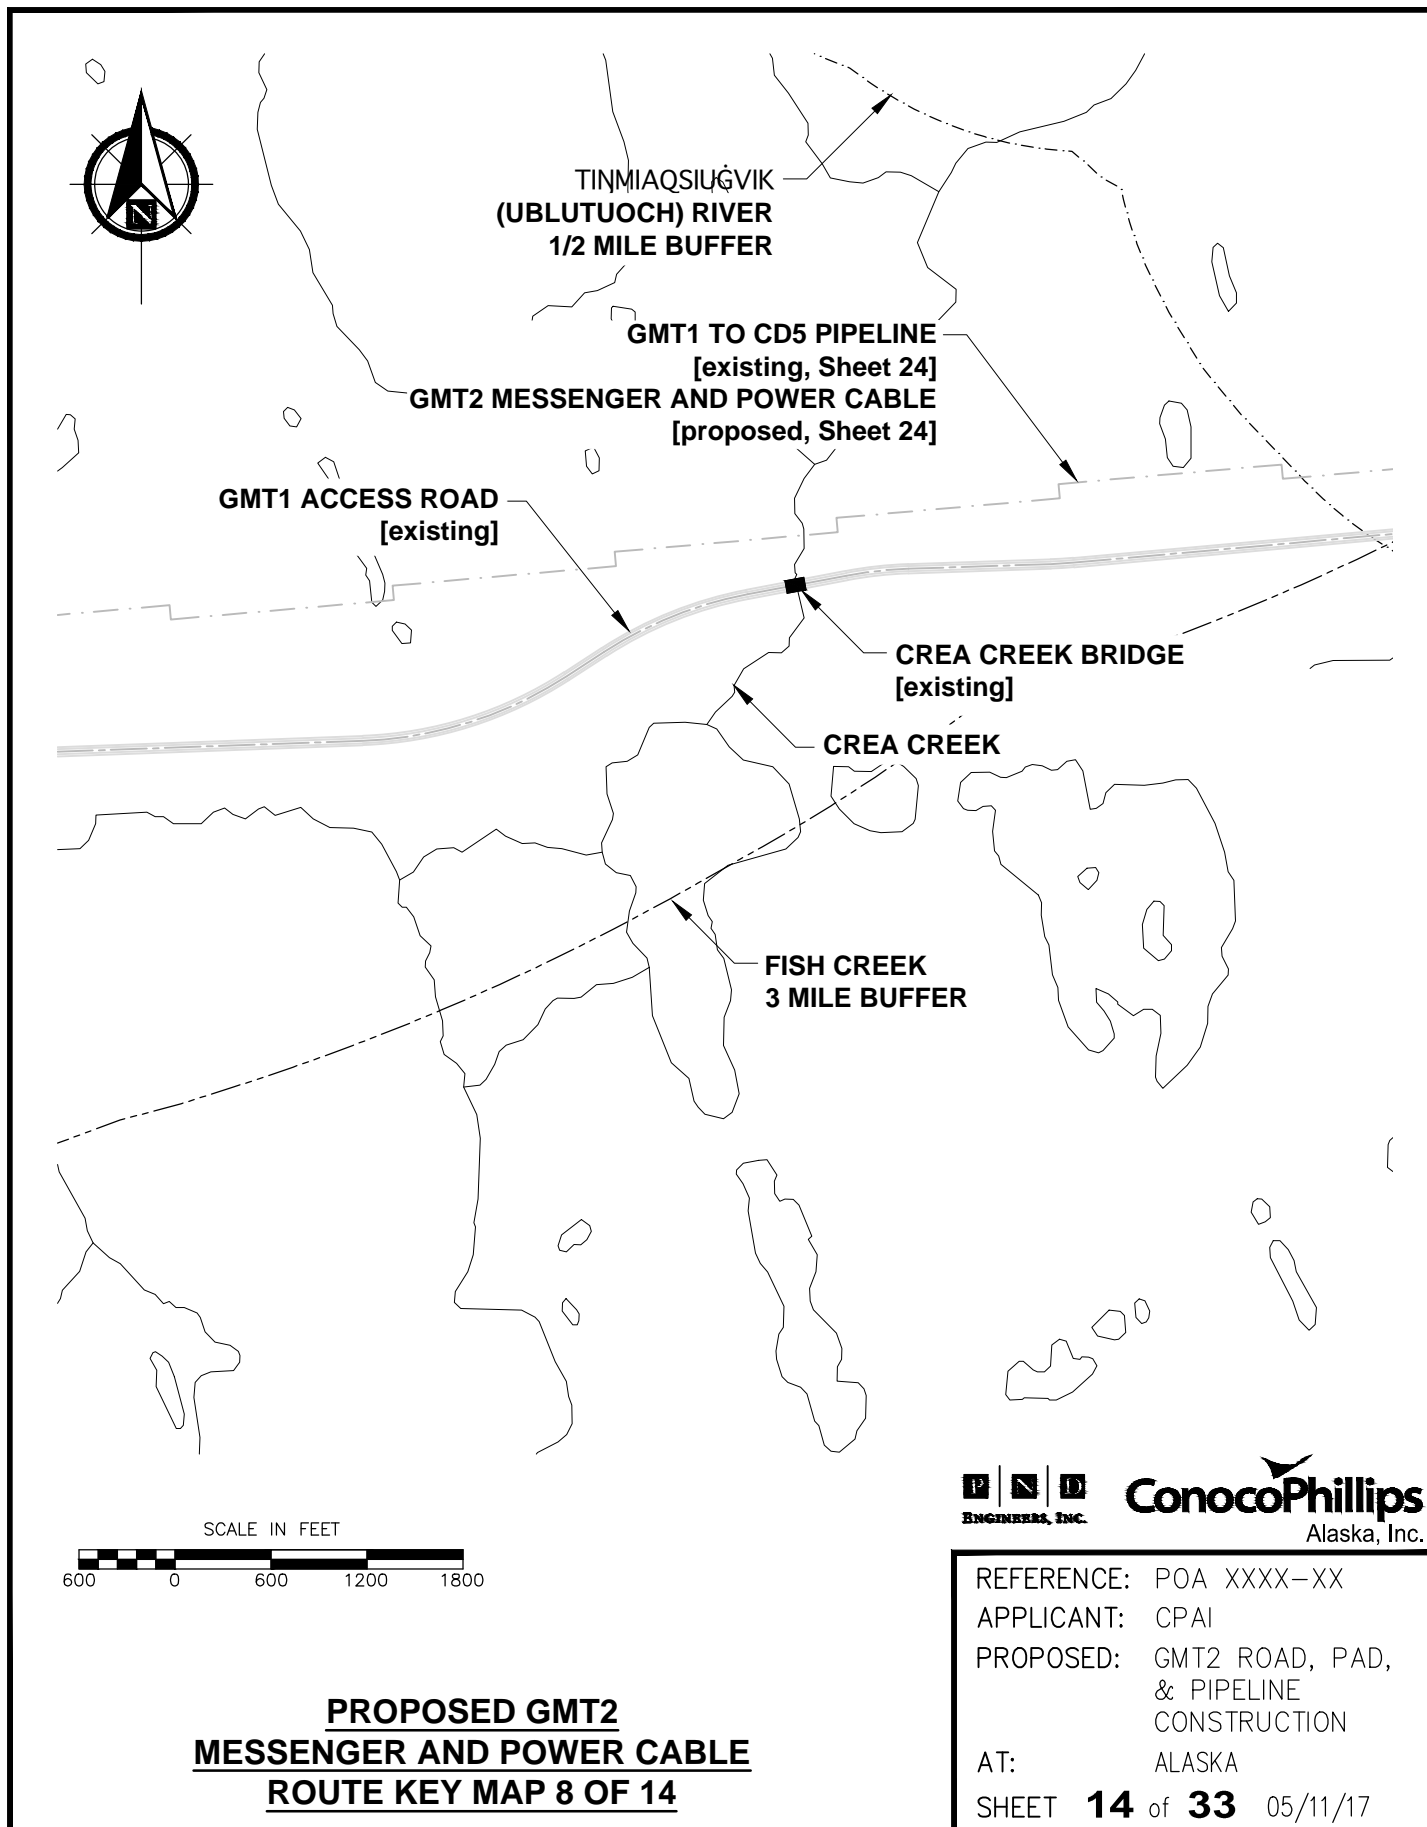 N
TINMIAQSIUĠVIK
(UBLUTUOCH) RIVER
1/2 MILE BUFFER
GMT1 TO CD5 PIPELINE
[existing, Sheet 24]
GMT2 MESSENGER AND POWER CABLE
[proposed, Sheet 24]
GMT1 ACCESS ROAD
[existing]
CREA CREEK BRIDGE
[existing]
CREA CREEK
FISH CREEK
3 MILE BUFFER
P N D
ENGINEERS, INC.
ConocoPhillips
Alaska, Inc.
SCALE IN FEET
600 0 600 1200 1800
PROPOSED GMT2
MESSENGER AND POWER CABLE
ROUTE KEY MAP 8 OF 14
REFERENCE: POA XXXX-XX
APPLICANT: CPAI
PROPOSED: GMT2 ROAD, PAD,
& PIPELINE
CONSTRUCTION
AT: ALASKA
SHEET 14 of 33 05/11/17